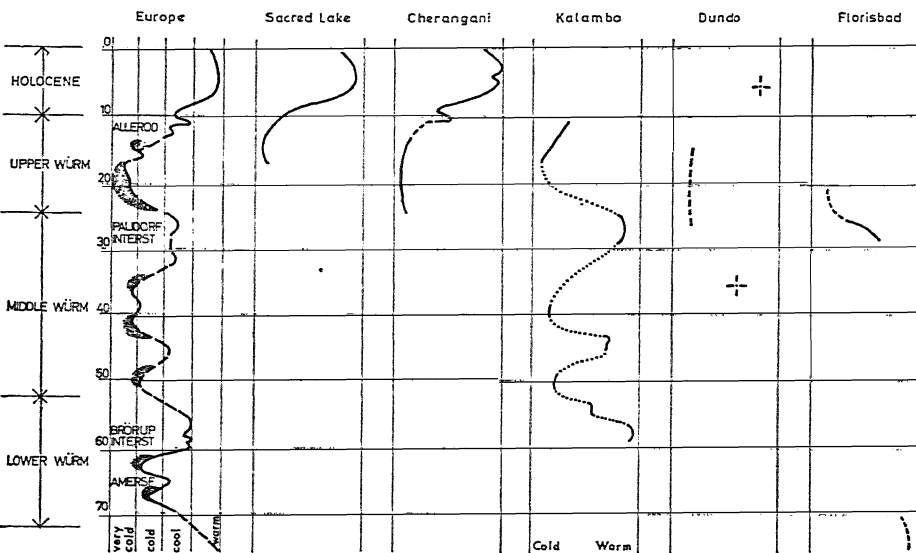 Europe Sacred Lake Cherangani Kalambo Dundo Florisbad
0
HOLOCENE
10
ALLEROD
UPPER WÜRM
20
PAUDORF
INTERST
30
MIDDLE WÜRM
40
50
BRÖRUP
60 INTERST
LOWER WÜRM
AMERSF
70
very cold
cold
cool
warm
Cold Warm